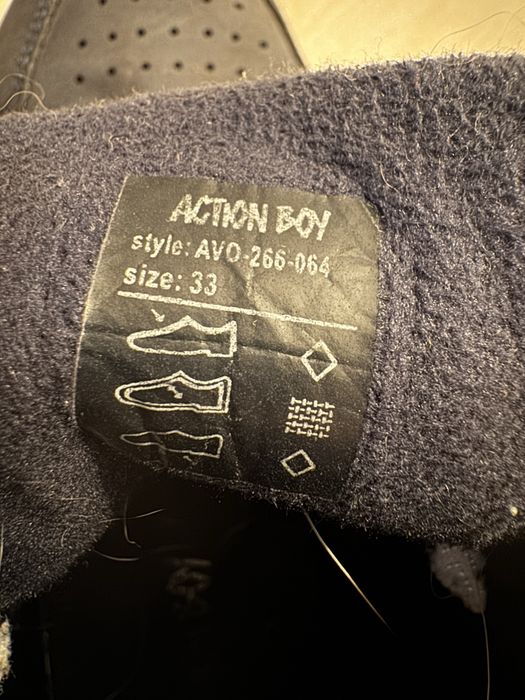 ACTION BOY
style: AVO-266-064
size: 33